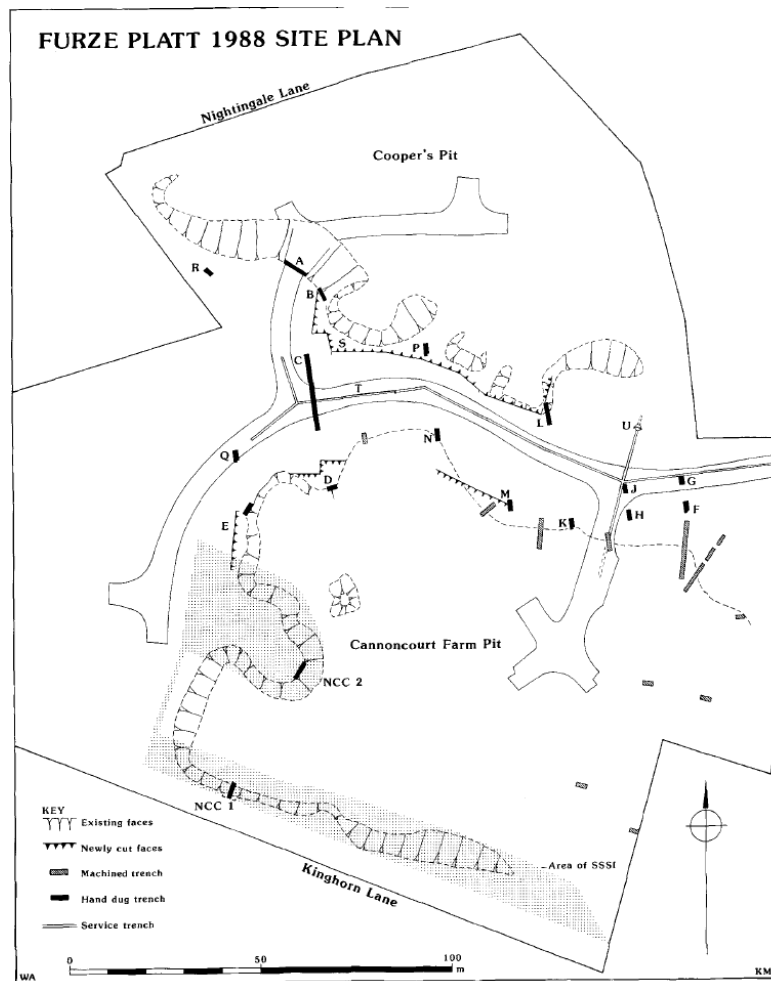 FURZE PLATT 1988 SITE PLAN
Nightingale Lane
Cooper's Pit
R
A
B
S
P
C
T
L
U
N
Q
D
M
J
G
E
K
H
F
Cannoncourt Farm Pit
NCC 2
NCC 1
Area of SSSI
Kinghorn Lane
KEY
Existing faces
Newly cut faces
Machined trench
Hand dug trench
Service trench
0 50 100
m
WA
KM